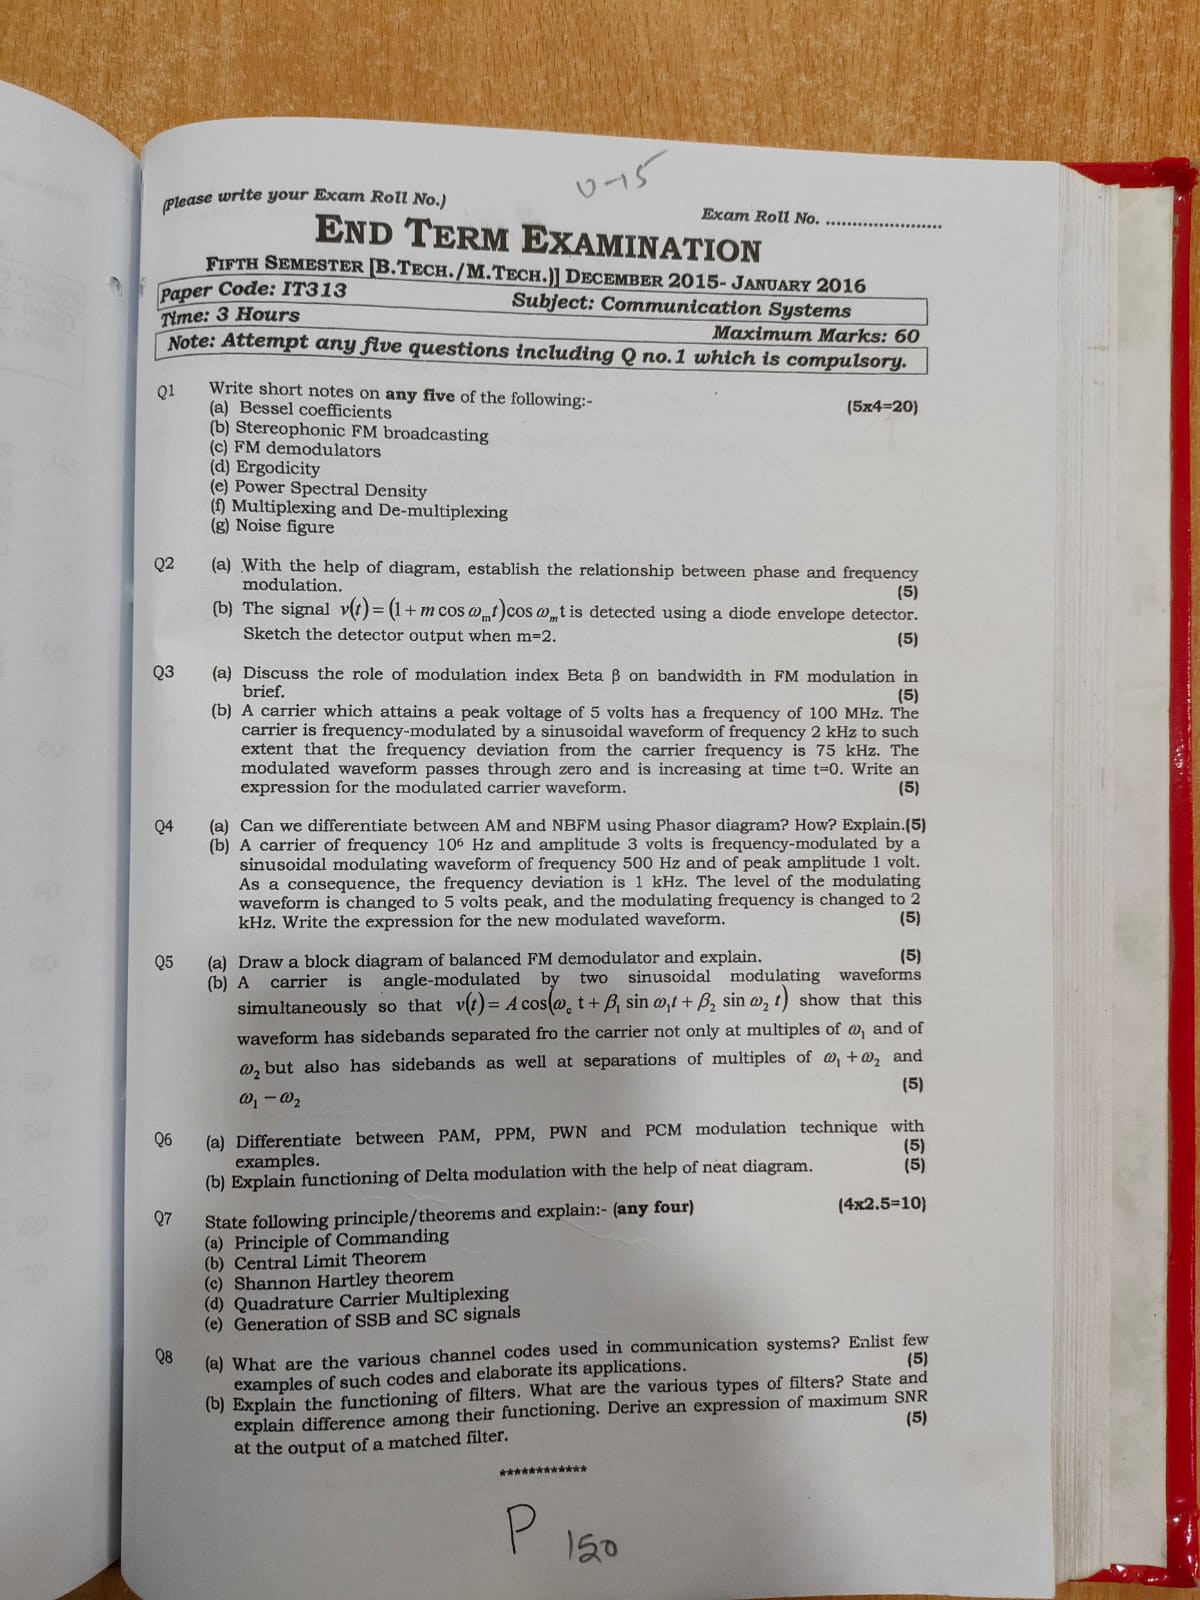 U-15
(Please write your Exam Roll No.)
Exam Roll No. ......................
END TERM EXAMINATION
FIFTH SEMESTER [B.TECH./M.TECH.)] DECEMBER 2015- JANUARY 2016
Paper Code: IT313 Subject: Communication Systems
Time: 3 Hours Maximum Marks: 60
Note: Attempt any five questions including Q no.1 which is compulsory.
Q1 Write short notes on any five of the following:- (5x4=20)
(a) Bessel coefficients
(b) Stereophonic FM broadcasting
(c) FM demodulators
(d) Ergodicity
(e) Power Spectral Density
(f) Multiplexing and De-multiplexing
(g) Noise figure
Q2 (a) With the help of diagram, establish the relationship between phase and frequency
modulation. (5)
(b) The signal v(t) = (1 + m cos ωₘt)cos ωₘt is detected using a diode envelope detector.
Sketch the detector output when m=2. (5)
Q3 (a) Discuss the role of modulation index Beta β on bandwidth in FM modulation in
brief. (5)
(b) A carrier which attains a peak voltage of 5 volts has a frequency of 100 MHz. The
carrier is frequency-modulated by a sinusoidal waveform of frequency 2 kHz to such
extent that the frequency deviation from the carrier frequency is 75 kHz. The
modulated waveform passes through zero and is increasing at time t=0. Write an
expression for the modulated carrier waveform. (5)
Q4 (a) Can we differentiate between AM and NBFM using Phasor diagram? How? Explain.(5)
(b) A carrier of frequency 10⁶ Hz and amplitude 3 volts is frequency-modulated by a
sinusoidal modulating waveform of frequency 500 Hz and of peak amplitude 1 volt.
As a consequence, the frequency deviation is 1 kHz. The level of the modulating
waveform is changed to 5 volts peak, and the modulating frequency is changed to 2
kHz. Write the expression for the new modulated waveform. (5)
Q5 (a) Draw a block diagram of balanced FM demodulator and explain. (5)
(b) A carrier is angle-modulated by two sinusoidal modulating waveforms
simultaneously so that v(t) = A cos(ω꜀ t + β₁ sin ω₁t + β₂ sin ω₂ t) show that this
waveform has sidebands separated fro the carrier not only at multiples of ω₁ and of
ω₂ but also has sidebands as well at separations of multiples of ω₁ + ω₂ and
ω₁ − ω₂ (5)
Q6 (a) Differentiate between PAM, PPM, PWN and PCM modulation technique with
examples. (5)
(b) Explain functioning of Delta modulation with the help of neat diagram. (5)
Q7 State following principle/theorems and explain:- (any four) (4x2.5=10)
(a) Principle of Commanding
(b) Central Limit Theorem
(c) Shannon Hartley theorem
(d) Quadrature Carrier Multiplexing
(e) Generation of SSB and SC signals
Q8 (a) What are the various channel codes used in communication systems? Enlist few
examples of such codes and elaborate its applications. (5)
(b) Explain the functioning of filters. What are the various types of filters? State and
explain difference among their functioning. Derive an expression of maximum SNR
at the output of a matched filter. (5)
************
P 150